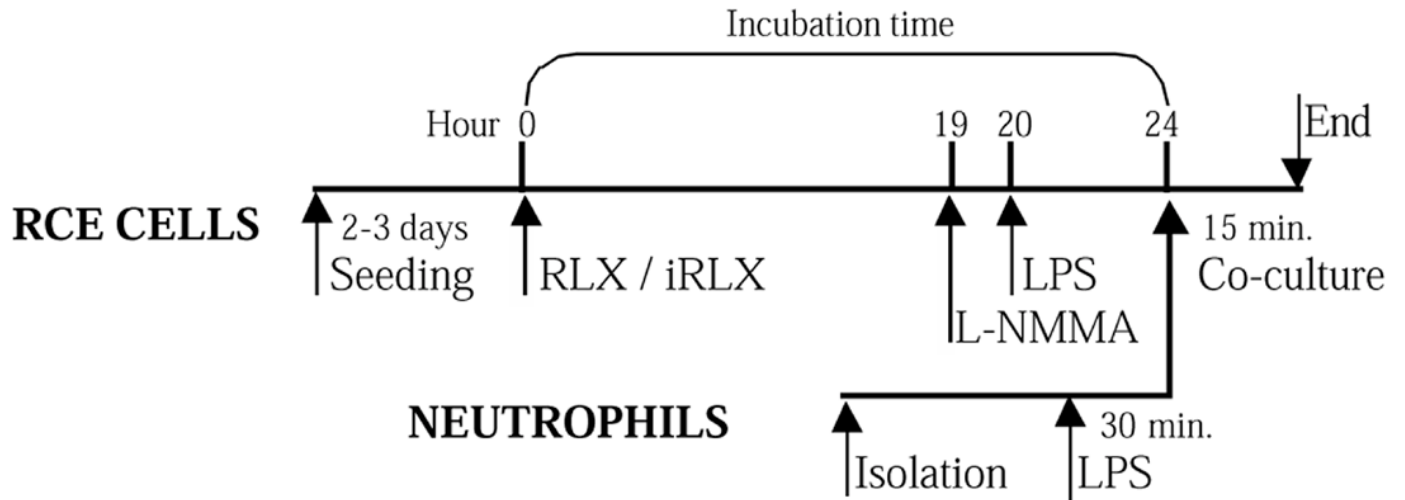 Incubation time
Hour 0 19 20 24 End
RCE CELLS
2-3 days 15 min.
Seeding RLX / iRLX LPS Co-culture
L-NMMA
NEUTROPHILS 30 min.
Isolation LPS